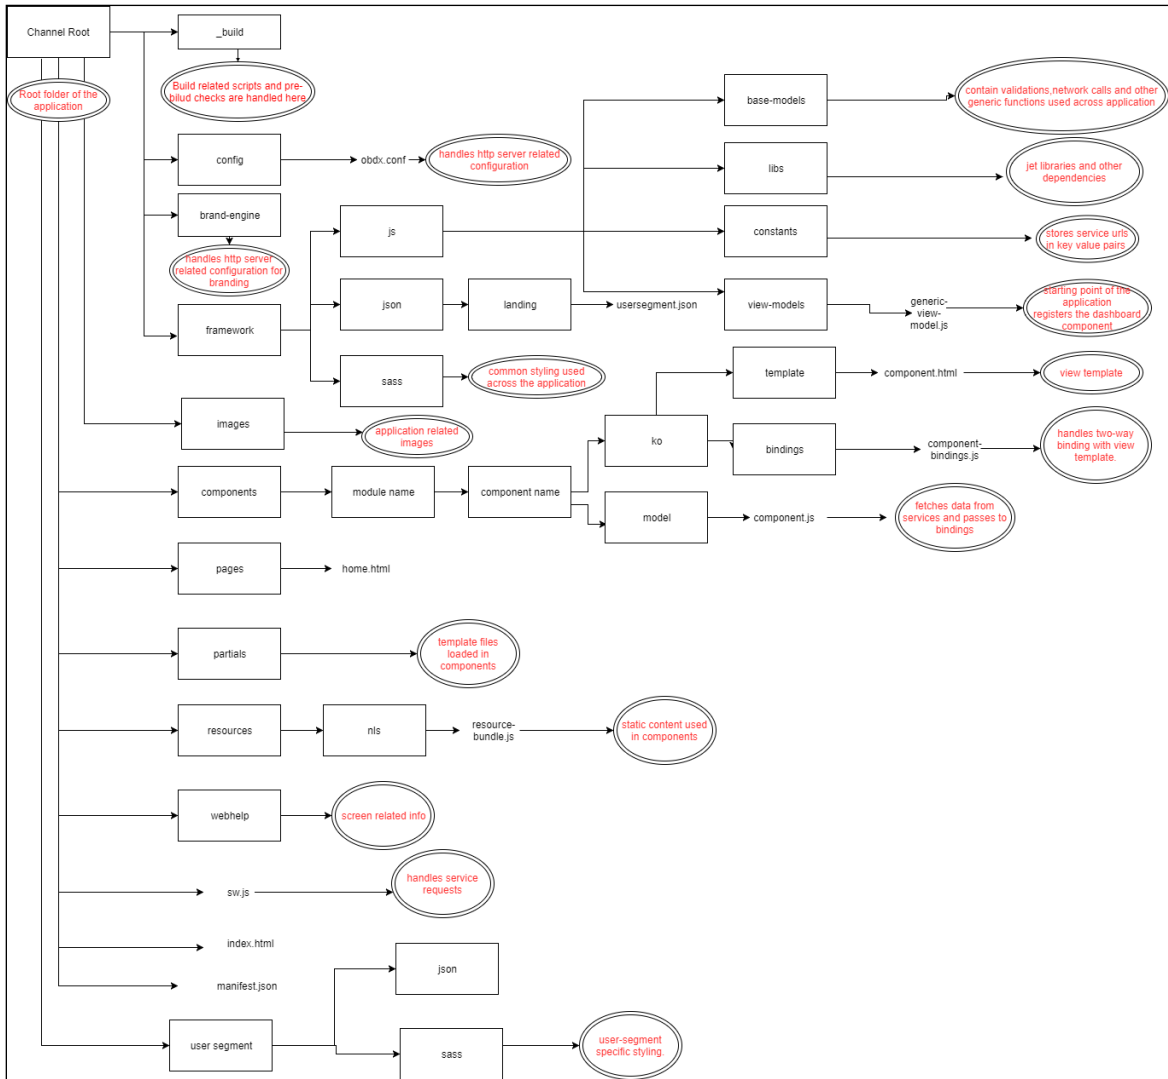 Channel Root
_build
Root folder of the
application
Build related scripts and pre-
bilud checks are handled here
base-models
contain validations,network calls and other
generic functions used across application
config
obdx.conf
handles http server related
configuration
libs
jet libraries and other
dependencies
brand-engine
handles http server
related configuration for
branding
js
constants
stores service urls
in key value pairs
framework
json
landing
usersegment.json
view-models
generic-
view-
model.js
starting point of the
application
registers the dashboard
component
sass
common styling used
across the application
template
component.html
view template
images
application related
images
ko
bindings
component-
bindings.js
handles two-way
binding with view
template.
components
module name
component name
model
component.js
fetches data from
services and passes to
bindings
pages
home.html
partials
template files
loaded in
components
resources
nls
resource-
bundle.js
static content used
in components
webhelp
screen related info
sw.js
handles service
requests
index.html
manifest.json
json
user segment
sass
user-segment
specific styling.